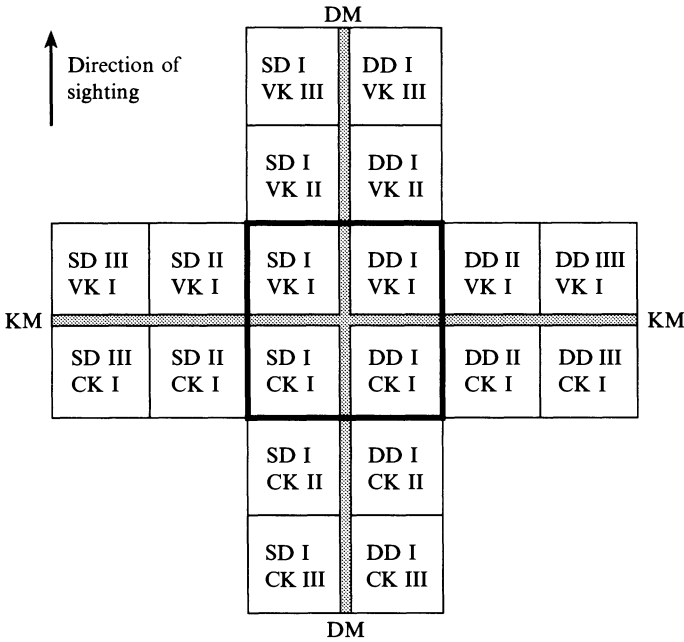 DM
Direction of
sighting
SD I
VK III
DD I
VK III
SD I
VK II
DD I
VK II
SD III
VK I
SD II
VK I
SD I
VK I
DD I
VK I
DD II
VK I
DD IIII
VK I
KM
KM
SD III
CK I
SD II
CK I
SD I
CK I
DD I
CK I
DD II
CK I
DD III
CK I
SD I
CK II
DD I
CK II
SD I
CK III
DD I
CK III
DM